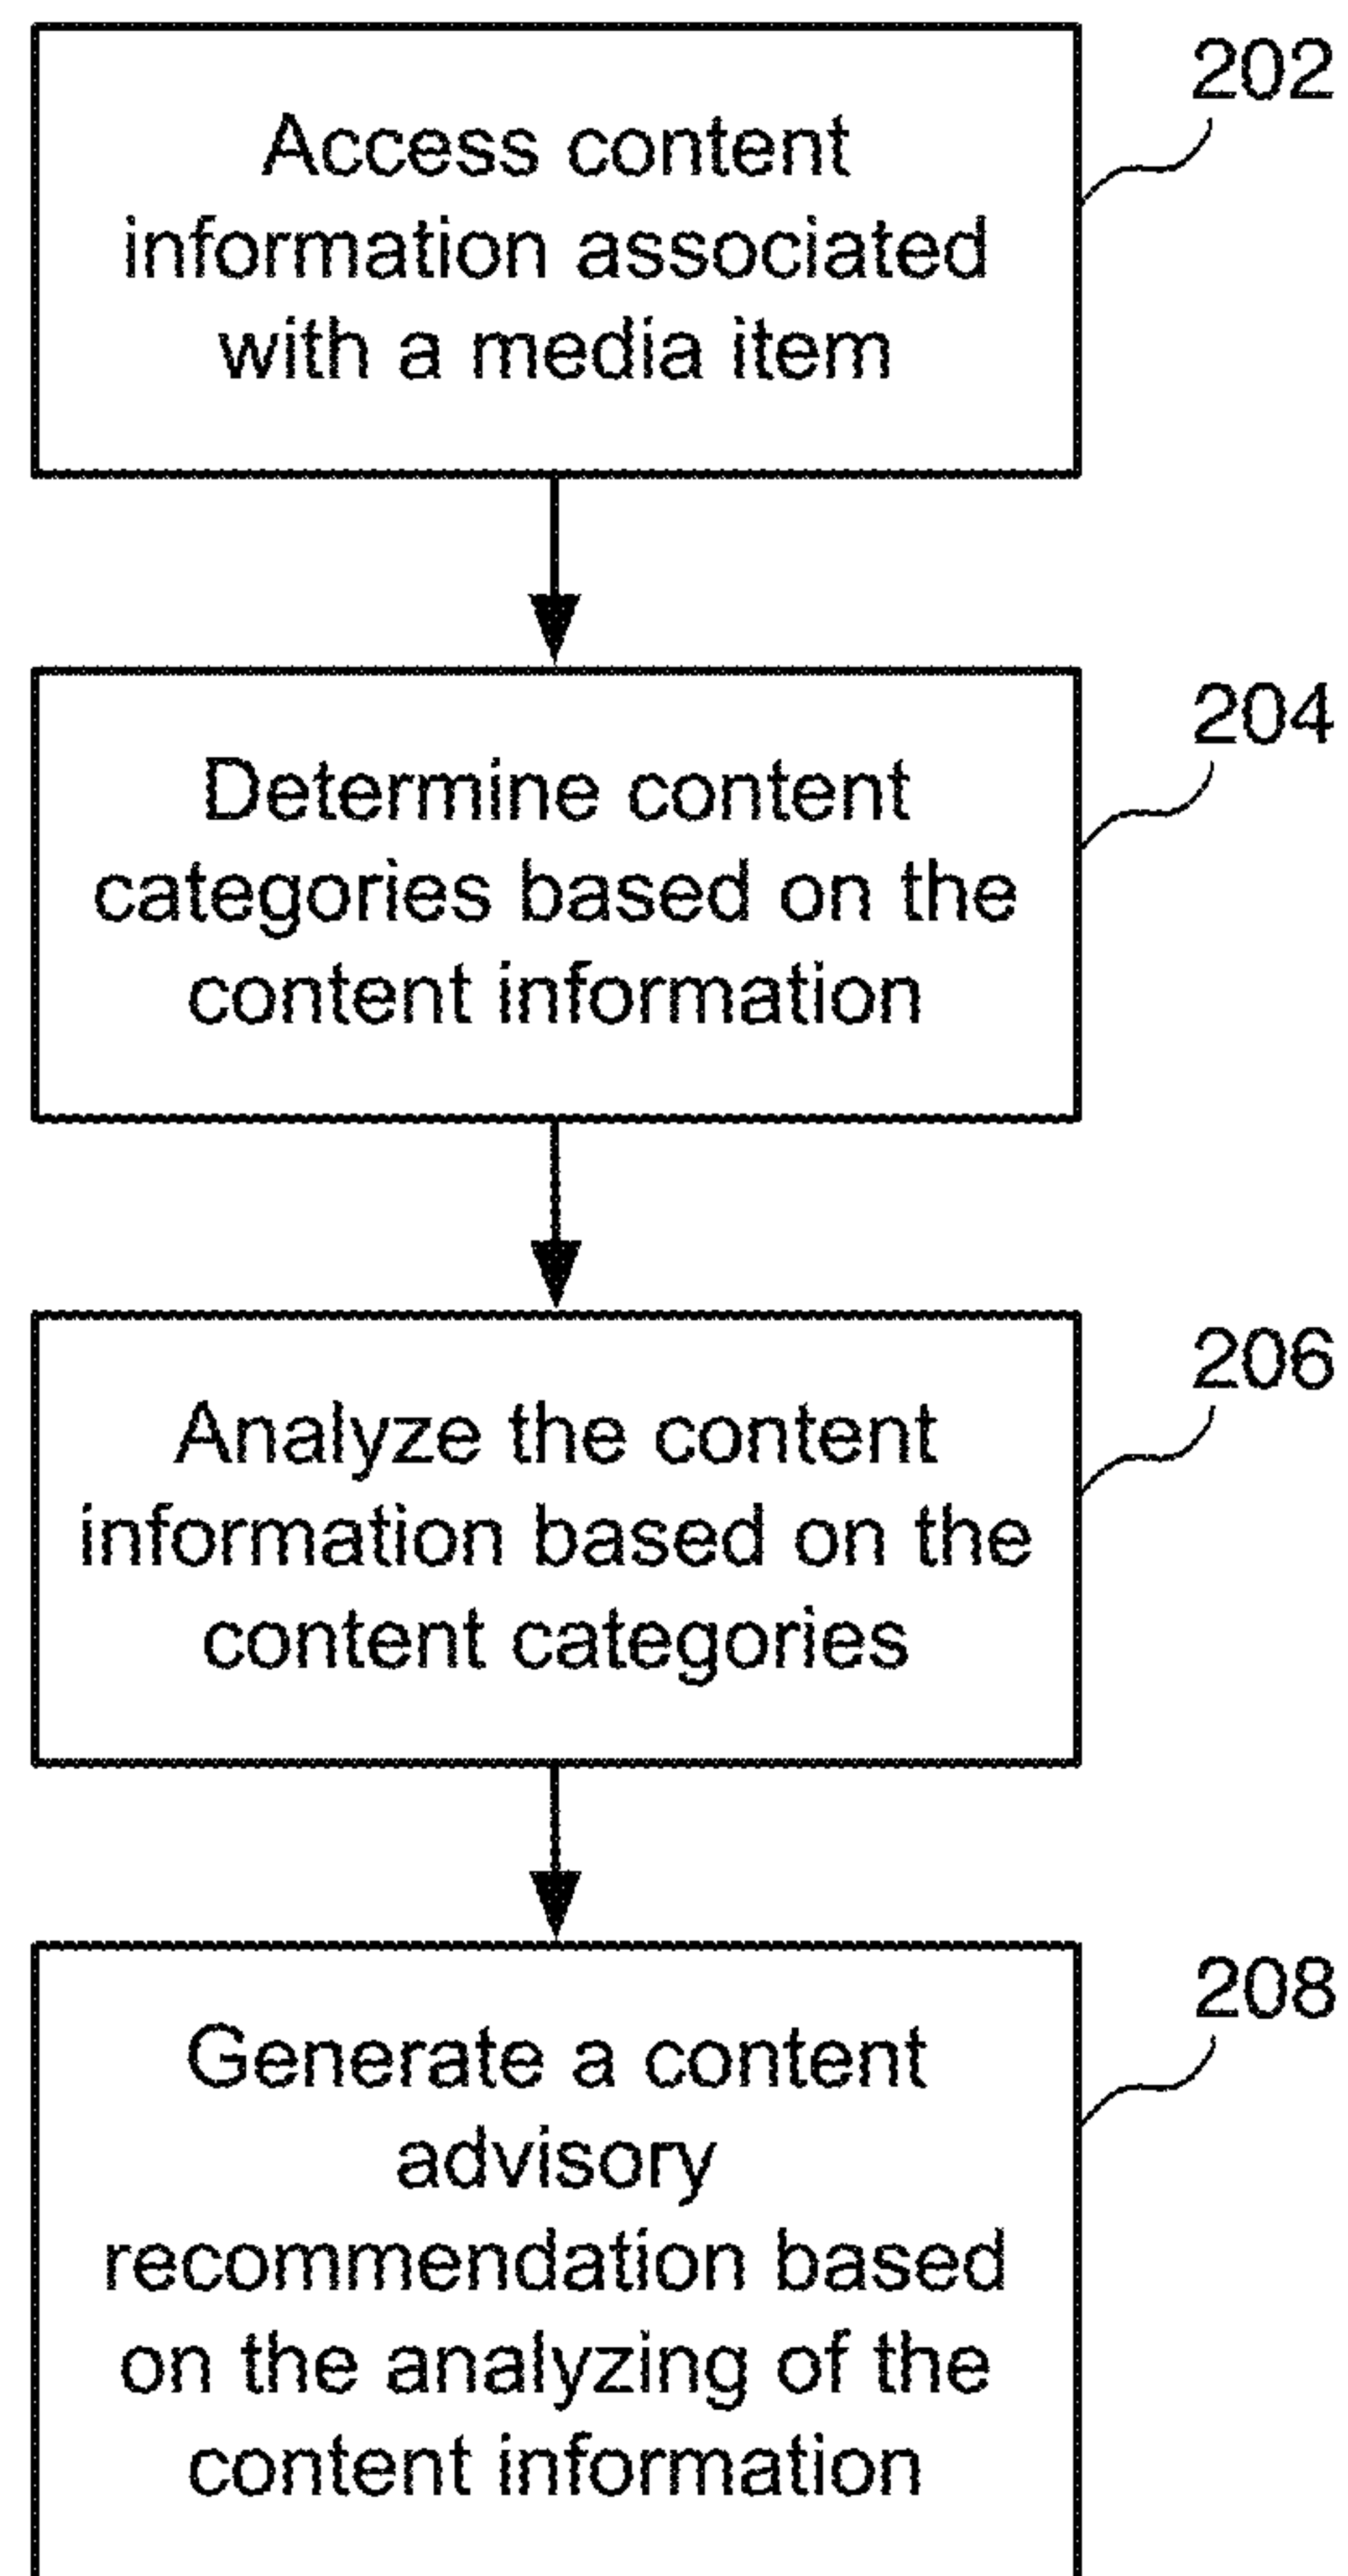 Access content
information associated
with a media item
202
Determine content
categories based on the
content information
204
Analyze the content
information based on the
content categories
206
Generate a content
advisory
recommendation based
on the analyzing of the
content information
208